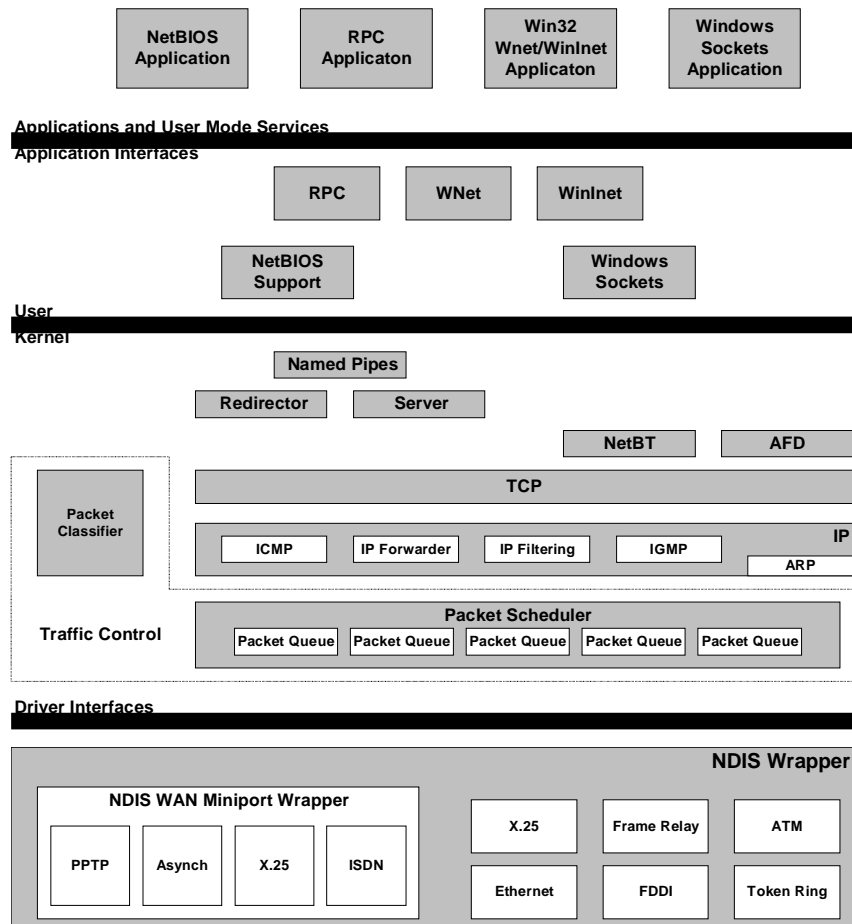 NetBIOS
Application
RPC
Applicaton
Win32
Wnet/WinInet
Applicaton
Windows
Sockets
Application
Applications and User Mode Services
Application Interfaces
RPC
WNet
WinInet
NetBIOS
Support
Windows
Sockets
User
Kernel
Named Pipes
Redirector
Server
NetBT
AFD
Packet
Classifier
TCP
IP
ICMP
IP Forwarder
IP Filtering
IGMP
ARP
Traffic Control
Packet Scheduler
Packet Queue
Packet Queue
Packet Queue
Packet Queue
Packet Queue
Driver Interfaces
NDIS Wrapper
NDIS WAN Miniport Wrapper
PPTP
Asynch
X.25
ISDN
X.25
Frame Relay
ATM
Ethernet
FDDI
Token Ring